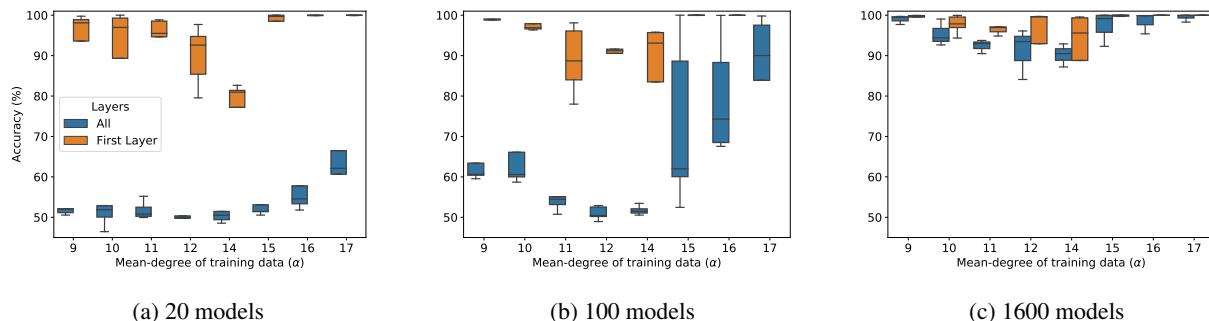 100
90
80
70
60
50
Accuracy (%)
Layers
All
First Layer
9 10 11 12 14 15 16 17
Mean-degree of training data (α)
(a) 20 models
100
90
80
70
60
50
9 10 11 12 14 15 16 17
Mean-degree of training data (α)
(b) 100 models
100
90
80
70
60
50
9 10 11 12 14 15 16 17
Mean-degree of training data (α)
(c) 1600 models